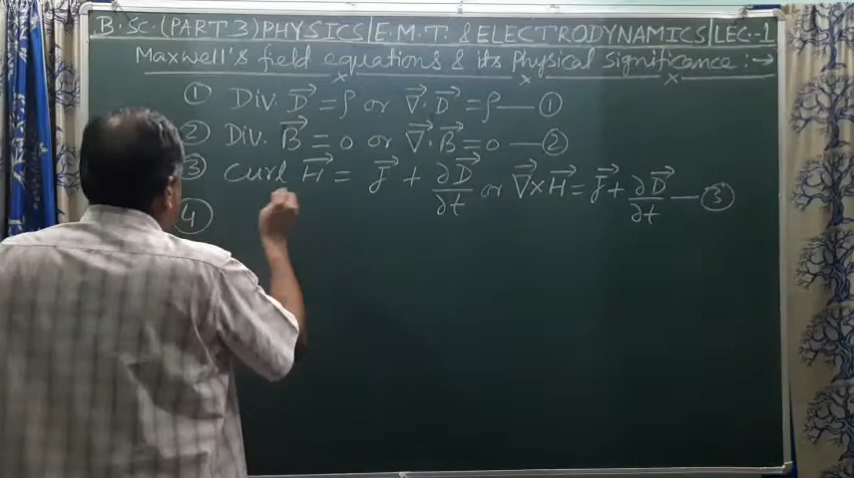 B.SC.(PART 3)PHYSICS|E.M.T. & ELECTRODYNAMICS|LEC-1
Maxwell's field equations & its Physical Significance :→
① Div. D⃗ = ρ or ∇⃗. D⃗ = ρ — ①
② Div. B⃗ = 0 or ∇⃗. B⃗ = 0 — ②
③ Curl H⃗ = J⃗ + ∂D⃗/∂t or ∇⃗×H⃗ = J⃗ + ∂D⃗/∂t — ③
④